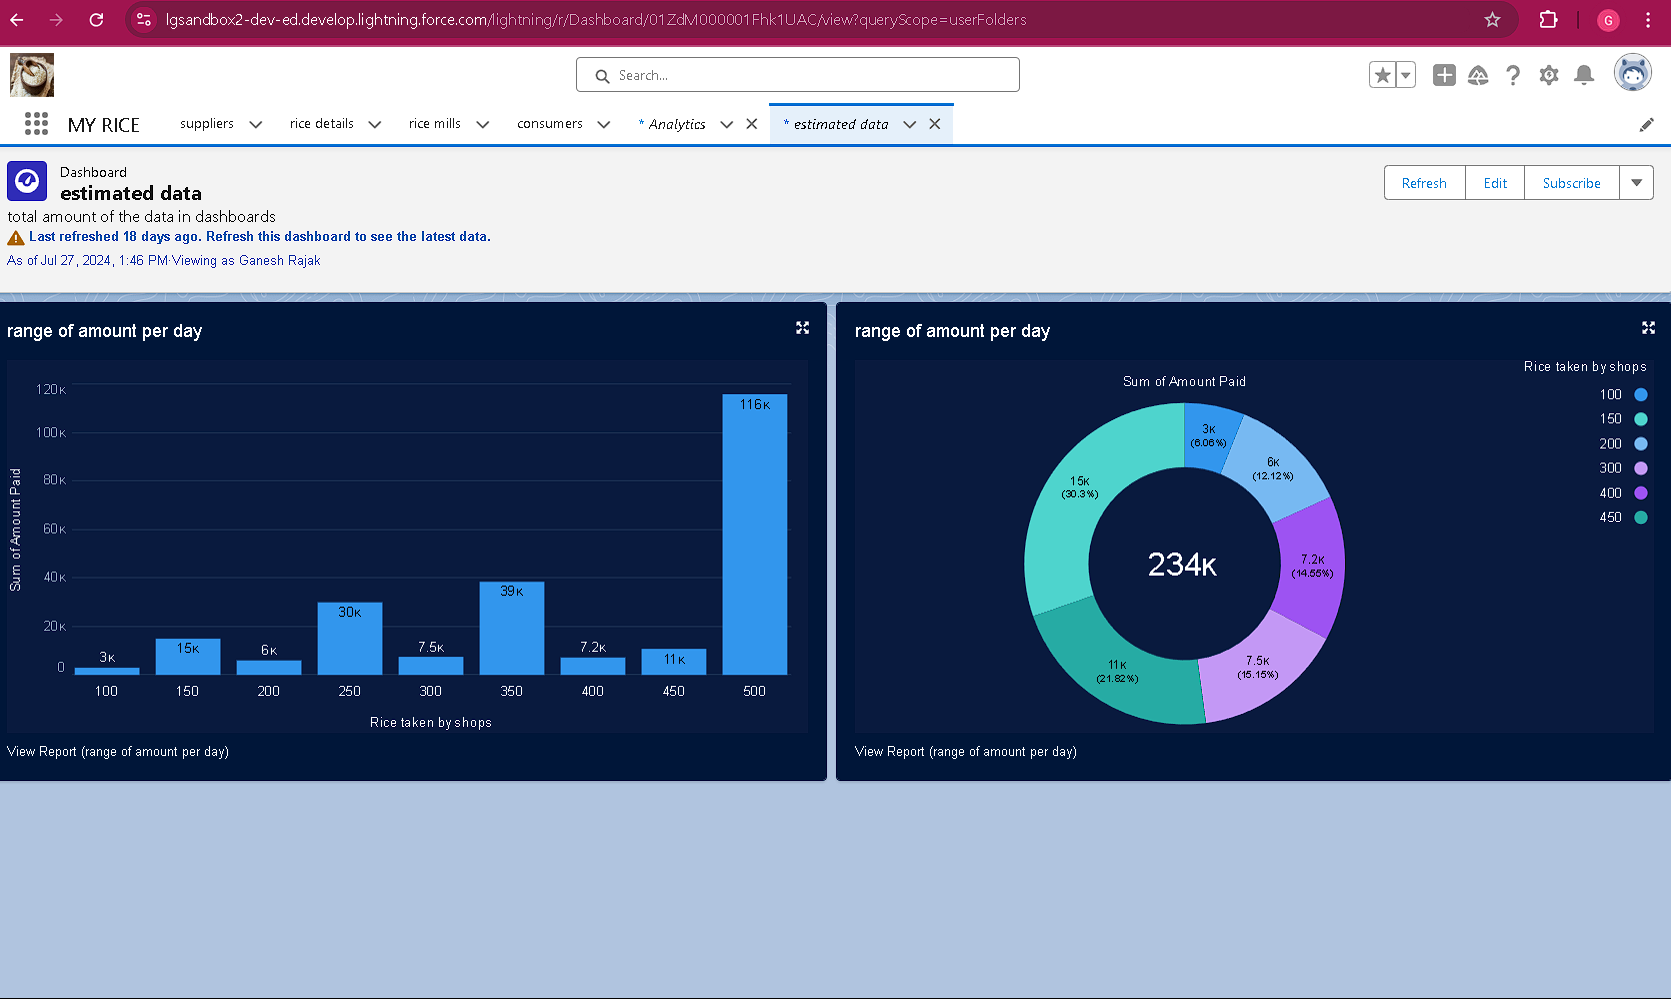 lgsandbox2-dev-ed.develop.lightning.force.com/lightning/r/Dashboard/01ZdM000001Fhk1UAC/view?queryScope=userFolders
G
Search...
MY RICE
suppliers
rice details
rice mills
consumers
* Analytics
* estimated data
Dashboard
estimated data
total amount of the data in dashboards
Last refreshed 18 days ago. Refresh this dashboard to see the latest data.
As of Jul 27, 2024, 1:46 PM·Viewing as Ganesh Rajak
Refresh
Edit
Subscribe
range of amount per day
Sum of Amount Paid
120K
100K
80K
60K
40K
20K
0
3K
15K
6K
30K
7.5K
39K
7.2K
11K
116K
100
150
200
250
300
350
400
450
500
Rice taken by shops
View Report (range of amount per day)
range of amount per day
Sum of Amount Paid
3K
(6.06%)
6K
(12.12%)
7.2K
(14.55%)
7.5K
(15.15%)
11K
(21.82%)
15K
(30.3%)
234K
Rice taken by shops
100
150
200
300
400
450
View Report (range of amount per day)